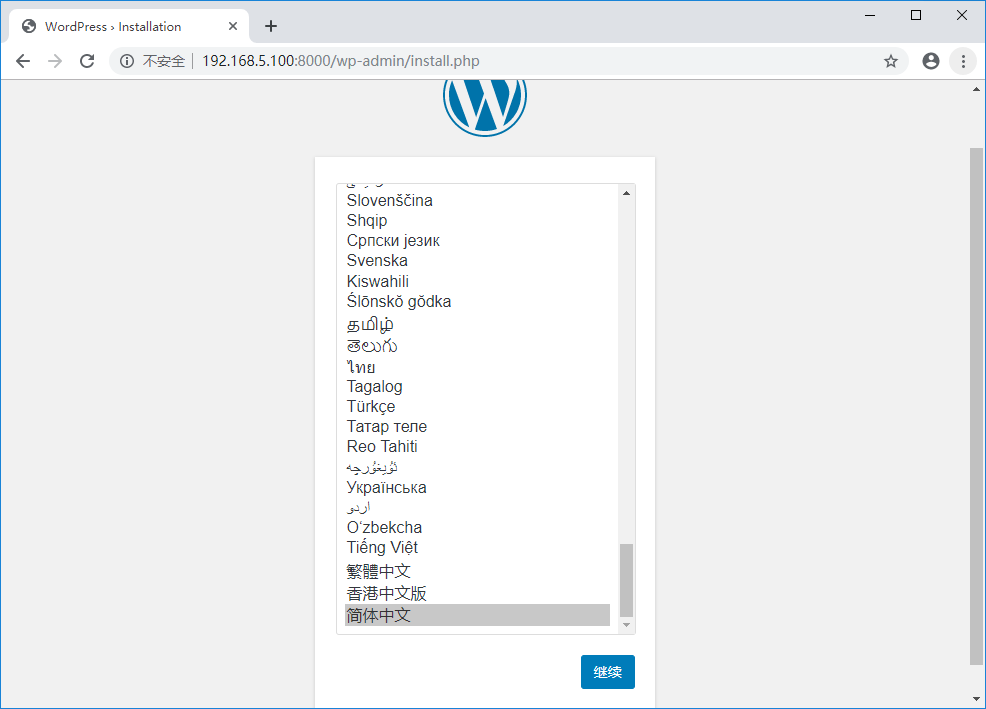 WordPress › Installation
不安全
192.168.5.100:8000/wp-admin/install.php
Slovenščina
Shqip
Српски језик
Svenska
Kiswahili
Ślōnskŏ gŏdka
தமிழ்
తెలుగు
ไทย
Tagalog
Türkçe
Татар теле
Reo Tahiti
ئۇيغۇرچە
Українська
اردو
O‘zbekcha
Tiếng Việt
繁體中文
香港中文版
简体中文
继续